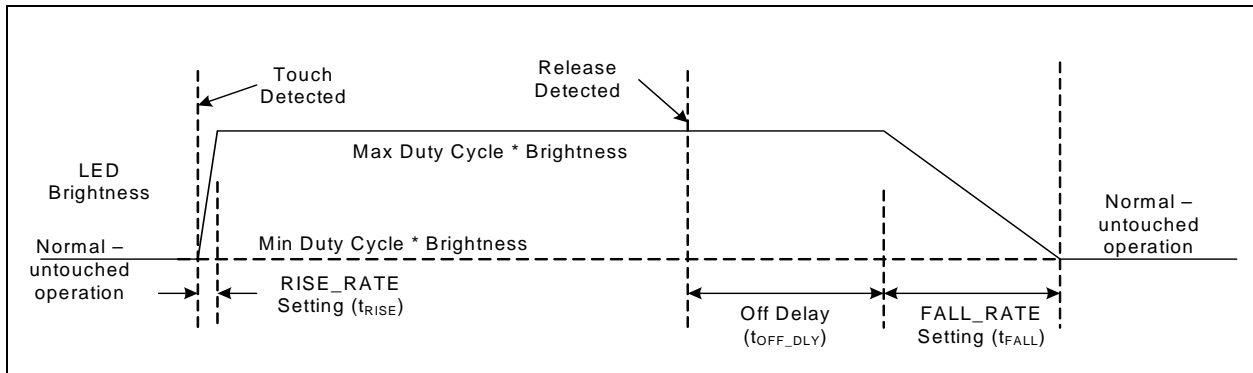 Touch
Detected
Release
Detected
Max Duty Cycle * Brightness
LED
Brightness
Normal –
untouched
operation
Min Duty Cycle * Brightness
Normal –
untouched
operation
RISE_RATE
Setting (tRISE)
Off Delay
(tOFF_DLY)
FALL_RATE
Setting (tFALL)